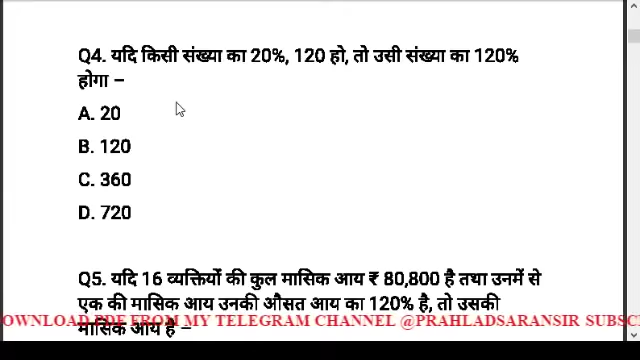 Q4. यदि किसी संख्या का 20%, 120 हो, तो उसी संख्या का 120%
होगा –
A. 20
B. 120
C. 360
D. 720
Q5. यदि 16 व्यक्तियों की कुल मासिक आय ₹ 80,800 है तथा उनमें से
एक की मासिक आय उनकी औसत आय का 120% है, तो उसकी
OWNLOAD PDF FROM MY TELEGRAM CHANNEL @PRAHLADSARANSIR SUBSC
मासिक आय है –